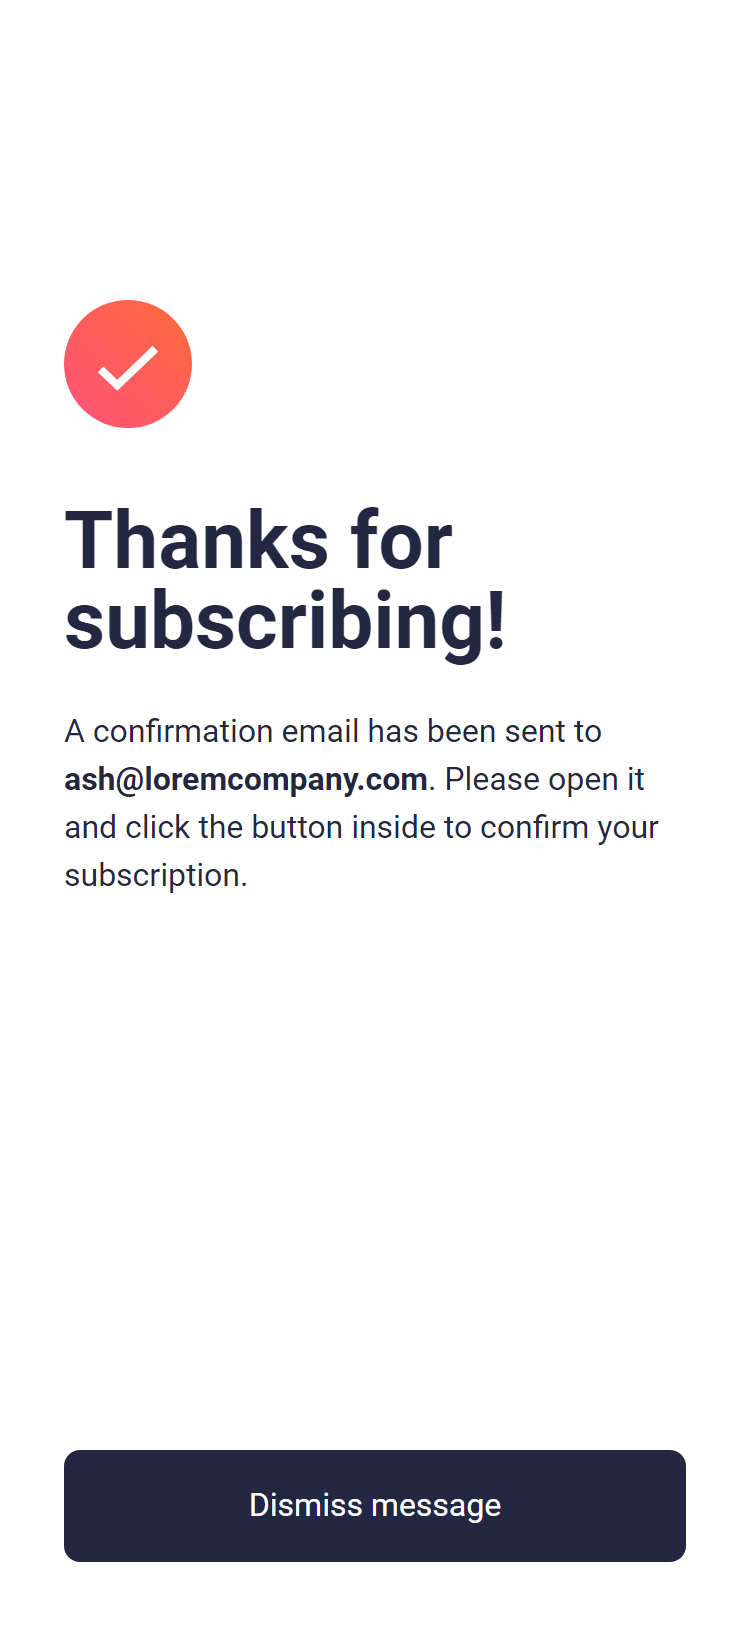 Thanks for
subscribing!
A confirmation email has been sent to
ash@loremcompany.com. Please open it
and click the button inside to confirm your
subscription.
Dismiss message